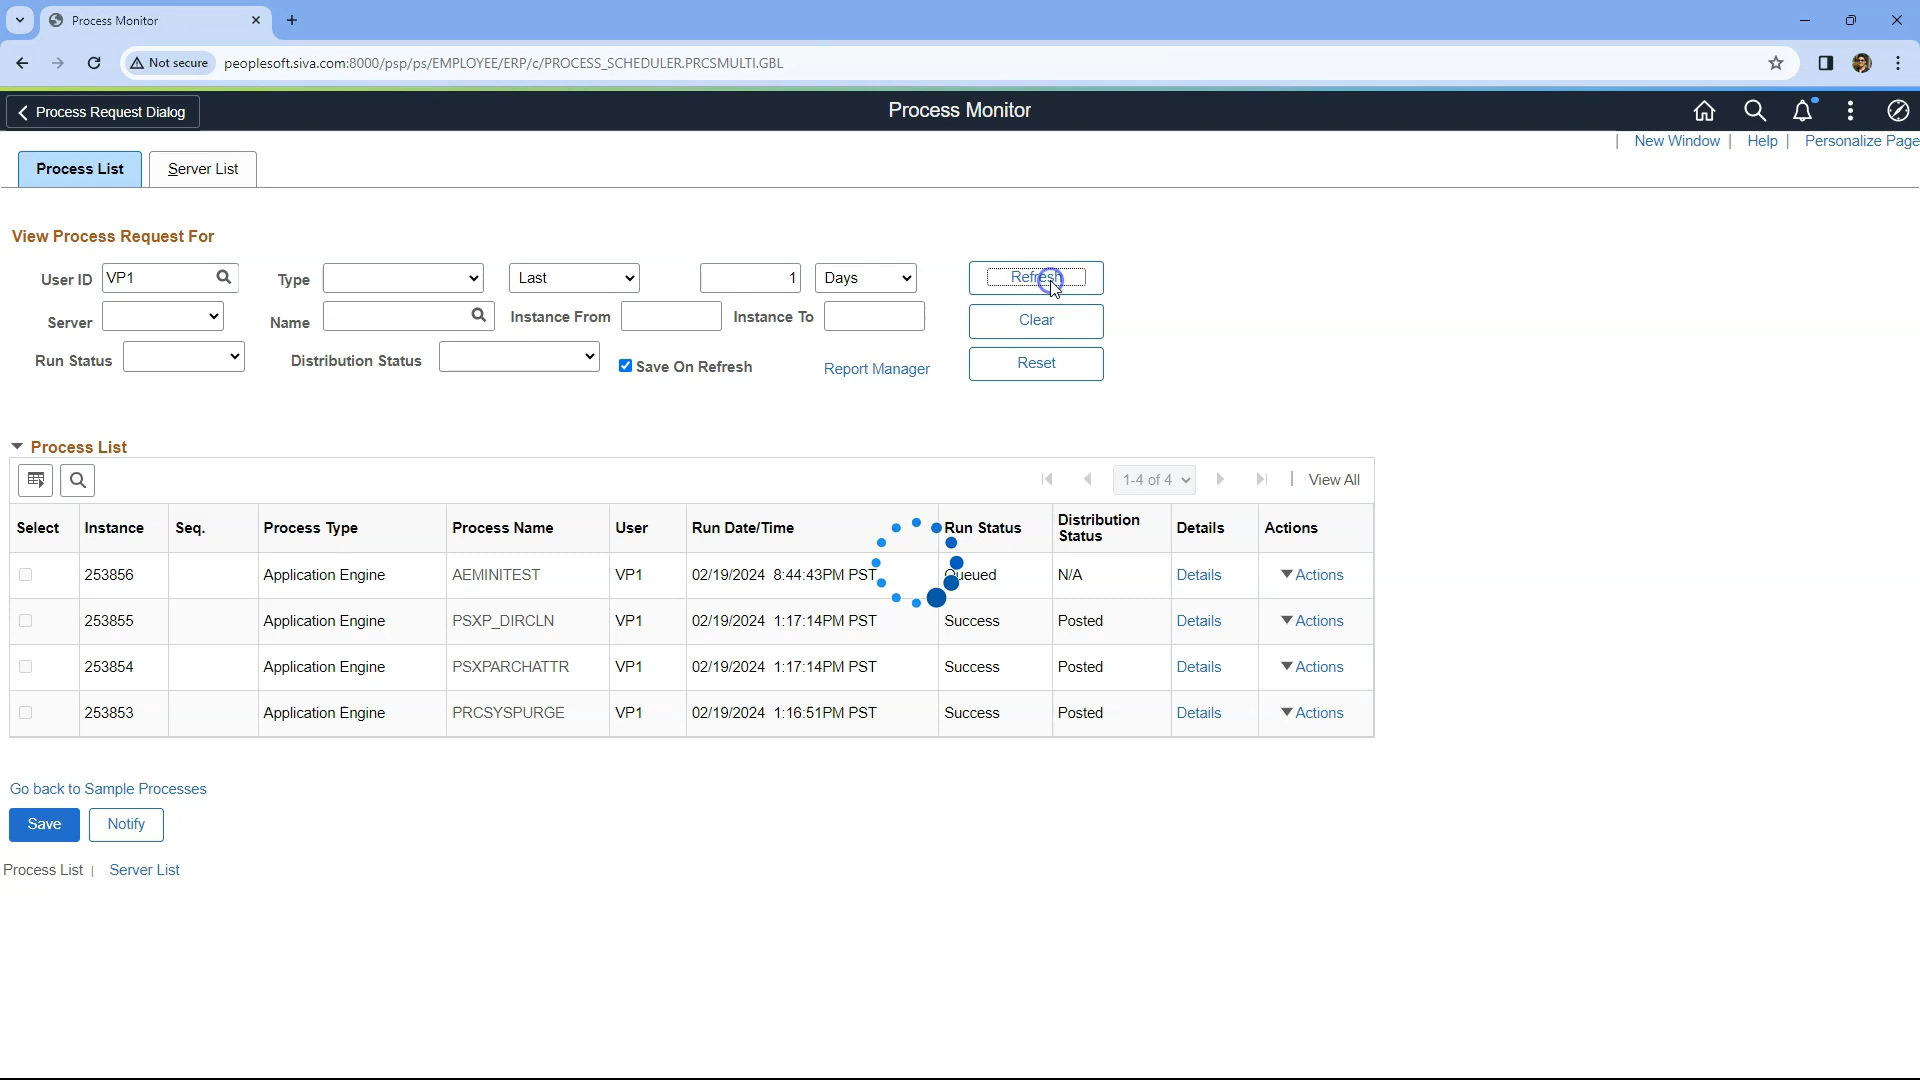 Process Monitor
Not secure peoplesoft.siva.com:8000/psp/ps/EMPLOYEE/ERP/c/PROCESS_SCHEDULER.PRCSMULTI.GBL
Process Request Dialog Process Monitor
New Window | Help | Personalize Page
Process List Server List
View Process Request For
User ID VP1 Type Last 1 Days Refresh
Server Name Instance From Instance To Clear
Run Status Distribution Status Save On Refresh Report Manager Reset
Process List
1-4 of 4 | View All
Select Instance Seq. Process Type Process Name User Run Date/Time Run Status Distribution Status Details Actions
253856 Application Engine AEMINITEST VP1 02/19/2024 8:44:43PM PST Queued N/A Details Actions
253855 Application Engine PSXP_DIRCLN VP1 02/19/2024 1:17:14PM PST Success Posted Details Actions
253854 Application Engine PSXPARCHATTR VP1 02/19/2024 1:17:14PM PST Success Posted Details Actions
253853 Application Engine PRCSYSPURGE VP1 02/19/2024 1:16:51PM PST Success Posted Details Actions
Go back to Sample Processes
Save Notify
Process List | Server List